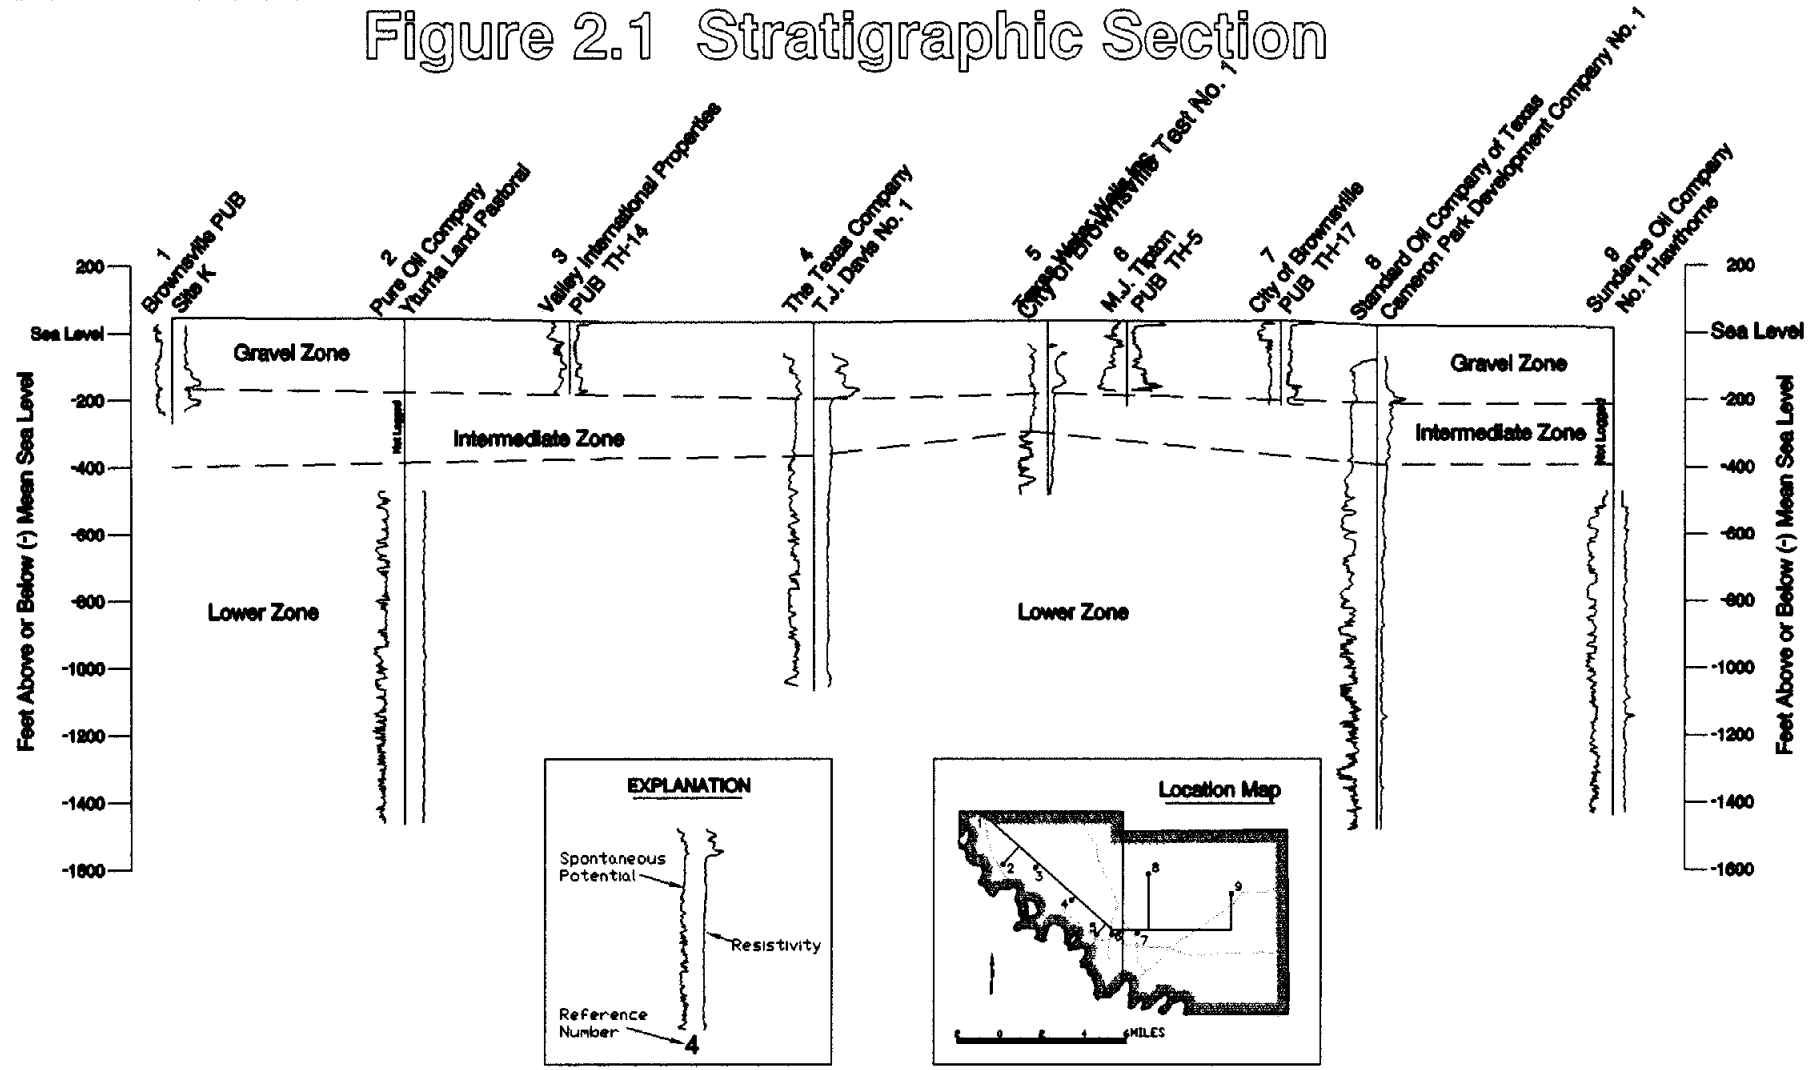 Figure 2.1 Stratigraphic Section
1
Brownsville PUB
Site K
2
Pure Oil Company
Yturria Land Pastoral
3
Valley International Properties
PUB TH-14
4
The Texas Company
T.J. Davis No. 1
5
Texas Water Wells Inc.
City of Brownsville Test No. 1
6
M.J. Tipton
PUB TH-5
7
City of Brownsville
PUB TH-17
8
Standard Oil Company of Texas
Cameron Park Development Company No. 1
9
Sundance Oil Company
No.1 Hawthorne
Feet Above or Below (-) Mean Sea Level
200
Sea Level
-200
-400
-600
-800
-1000
-1200
-1400
-1600
Gravel Zone
Not Logged
Intermediate Zone
Lower Zone
Lower Zone
Gravel Zone
Intermediate Zone
Not Logged
200
Sea Level
-200
-400
-600
-800
-1000
-1200
-1400
-1600
Feet Above or Below (-) Mean Sea Level
EXPLANATION
Spontaneous
Potential
Resistivity
Reference
Number
4
Location Map
1
2
3
4
5
6
7
8
9
2 0 2 4 6 MILES